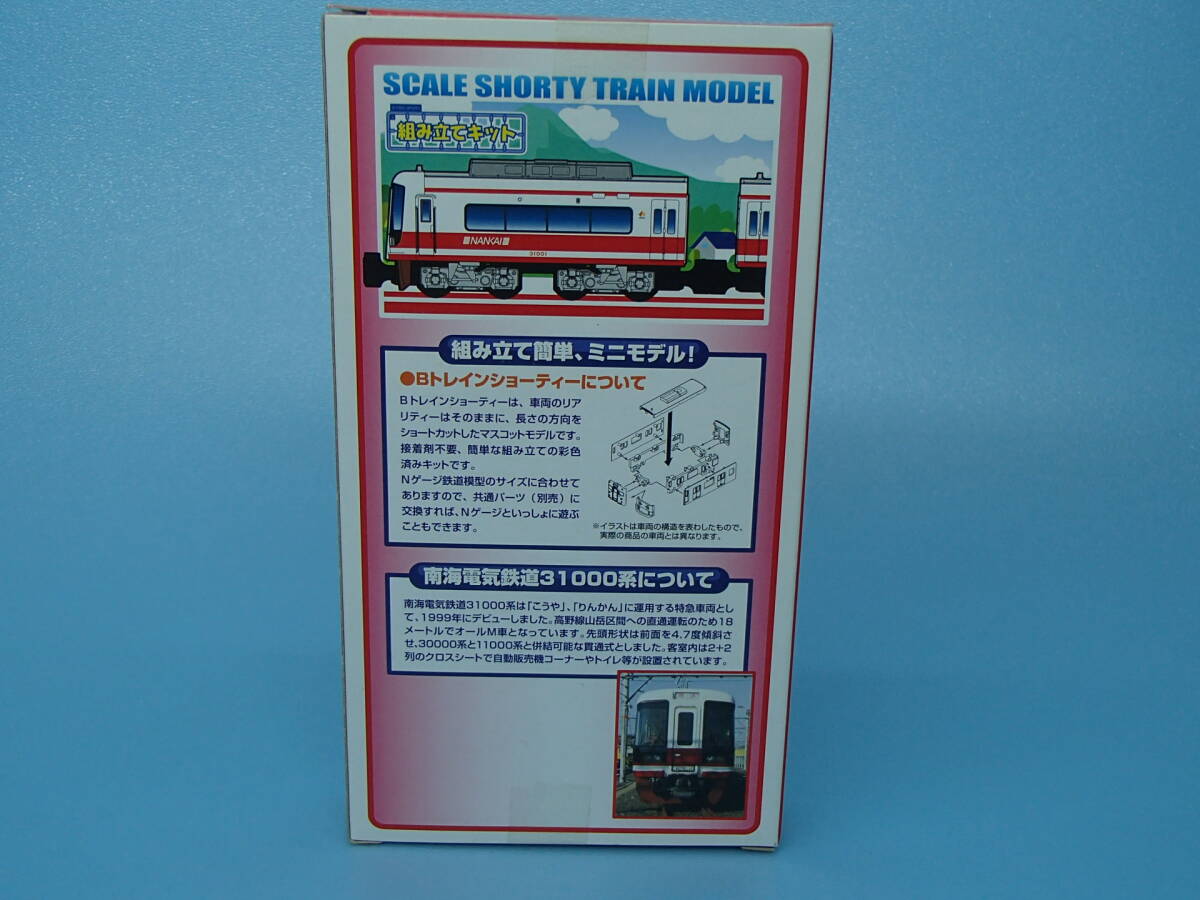 SCALE SHORTY TRAIN MODEL
組み立てキット
NANKAI
31001
組み立て簡単、ミニモデル!
●Bトレインショーティーについて
Bトレインショーティーは、車両のリア
リティーはそのままに、長さの方向を
ショートカットしたマスコットモデルです。
接着剤不要、簡単な組み立ての彩色
済みキットです。
Nゲージ鉄道模型のサイズに合わせて
ありますので、共通パーツ(別売)に
交換すれば、Nゲージといっしょに遊ぶ
こともできます。
※イラストは車両の構造を表わしたもので、
実際の商品の車両とは異なります。
南海電気鉄道31000系について
南海電気鉄道31000系は「こうや」、「りんかん」に運用する特急車両とし
て、1999年にデビューしました。高野線山岳区間への直通運転のため18
メートルでオールM車となっています。先頭形状は前面を4.7度傾斜さ
せ、30000系と11000系と併結可能な貫通式としました。客室内は2+2
列のクロスシートで自動販売機コーナーやトイレ等が設置されています。